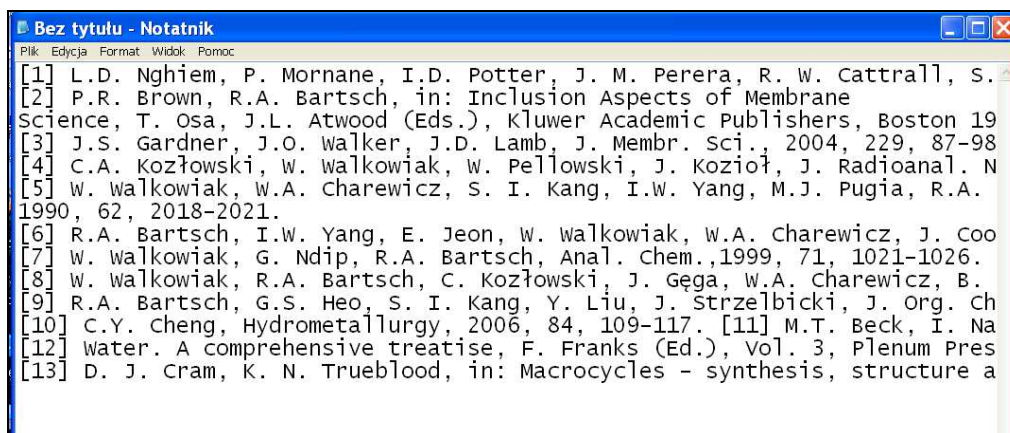 Bez tytułu - Notatnik
Plik Edycja Format Widok Pomoc
[1] L.D. Nghiem, P. Mornane, I.D. Potter, J. M. Perera, R. W. Cattrall, S.
[2] P.R. Brown, R.A. Bartsch, in: Inclusion Aspects of Membrane
Science, T. Osa, J.L. Atwood (Eds.), Kluwer Academic Publishers, Boston 19
[3] J.S. Gardner, J.O. Walker, J.D. Lamb, J. Membr. Sci., 2004, 229, 87-98
[4] C.A. Kozłowski, W. Walkowiak, W. Pellowski, J. Kozioł, J. Radioanal. N
[5] W. Walkowiak, W.A. Charewicz, S. I. Kang, I.W. Yang, M.J. Pugia, R.A.
1990, 62, 2018-2021.
[6] R.A. Bartsch, I.W. Yang, E. Jeon, W. Walkowiak, W.A. Charewicz, J. Coo
[7] W. Walkowiak, G. Ndip, R.A. Bartsch, Anal. Chem.,1999, 71, 1021-1026.
[8] W. Walkowiak, R.A. Bartsch, C. Kozłowski, J. Gęga, W.A. Charewicz, B.
[9] R.A. Bartsch, G.S. Heo, S. I. Kang, Y. Liu, J. Strzelbicki, J. Org. Ch
[10] C.Y. Cheng, Hydrometallurgy, 2006, 84, 109-117. [11] M.T. Beck, I. Na
[12] Water. A comprehensive treatise, F. Franks (Ed.), Vol. 3, Plenum Pres
[13] D. J. Cram, K. N. Trueblood, in: Macrocycles - synthesis, structure a